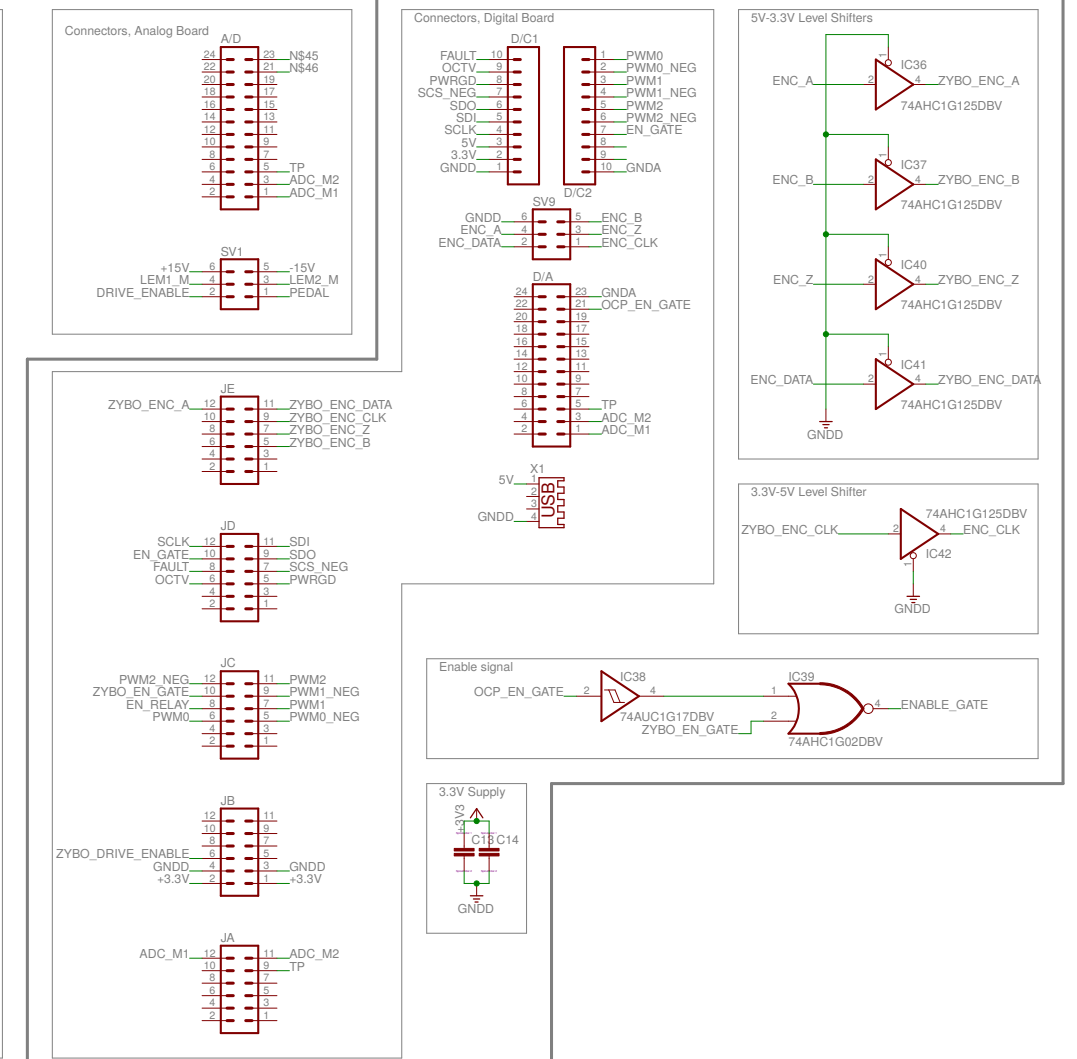 Connectors, Analog Board
A/D
24 23 N$45
22 21 N$46
20 19
18 17
16 15
14 13
12 11
10 9
8 7
6 5 TP
4 3 ADC_M2
2 1 ADC_M1
SV1
+15V 6 5 -15V
LEM1_M 4 3 LEM2_M
DRIVE_ENABLE 2 1 PEDAL
Connectors, Digital Board
D/C1
FAULT 10
OCTV 9
PWRGD 8
SCS_NEG 7
SDO 6
SDI 5
SCLK 4
5V 3
3.3V 2
GNDD 1
1 PWM0
2 PWM0_NEG
3 PWM1
4 PWM1_NEG
5 PWM2
6 PWM2_NEG
7 EN_GATE
8
9
10 GNDA
D/C2
SV9
GNDD 6 5 ENC_B
ENC_A 4 3 ENC_Z
ENC_DATA 2 1 ENC_CLK
D/A
24 23 GNDA
22 21 OCP_EN_GATE
20 19
18 17
16 15
14 13
12 11
10 9
8 7
6 5 TP
4 3 ADC_M2
2 1 ADC_M1
X1
5V 1
2
3
GNDD 4
USB
5V-3.3V Level Shifters
1 IC36
ENC_A 2 4 ZYBO_ENC_A
74AHC1G125DBV
1 IC37
ENC_B 2 4 ZYBO_ENC_B
74AHC1G125DBV
1 IC40
ENC_Z 2 4 ZYBO_ENC_Z
74AHC1G125DBV
1 IC41
ENC_DATA 2 4 ZYBO_ENC_DATA
74AHC1G125DBV
GNDD
3.3V-5V Level Shifter
74AHC1G125DBV
ZYBO_ENC_CLK 2 4 ENC_CLK
1 IC42
GNDD
JE
ZYBO_ENC_A 12 11 ZYBO_ENC_DATA
10 9 ZYBO_ENC_CLK
8 7 ZYBO_ENC_Z
6 5 ZYBO_ENC_B
4 3
2 1
JD
SCLK 12 11 SDI
EN_GATE 10 9 SDO
FAULT 8 7 SCS_NEG
OCTV 6 5 PWRGD
4 3
2 1
JC
PWM2_NEG 12 11 PWM2
ZYBO_EN_GATE 10 9 PWM1_NEG
EN_RELAY 8 7 PWM1
PWM0 6 5 PWM0_NEG
4 3
2 1
JB
12 11
10 9
8 7
ZYBO_DRIVE_ENABLE 6 5
GNDD 4 3 GNDD
+3.3V 2 1 +3.3V
JA
ADC_M1 12 11 ADC_M2
10 9 TP
8 7
6 5
4 3
2 1
Enable signal
IC38
OCP_EN_GATE 2 4
74AUC1G17DBV
IC39
1
ZYBO_EN_GATE 2
4 ENABLE_GATE
74AHC1G02DBV
3.3V Supply
+3V3
C13 C14
GNDD